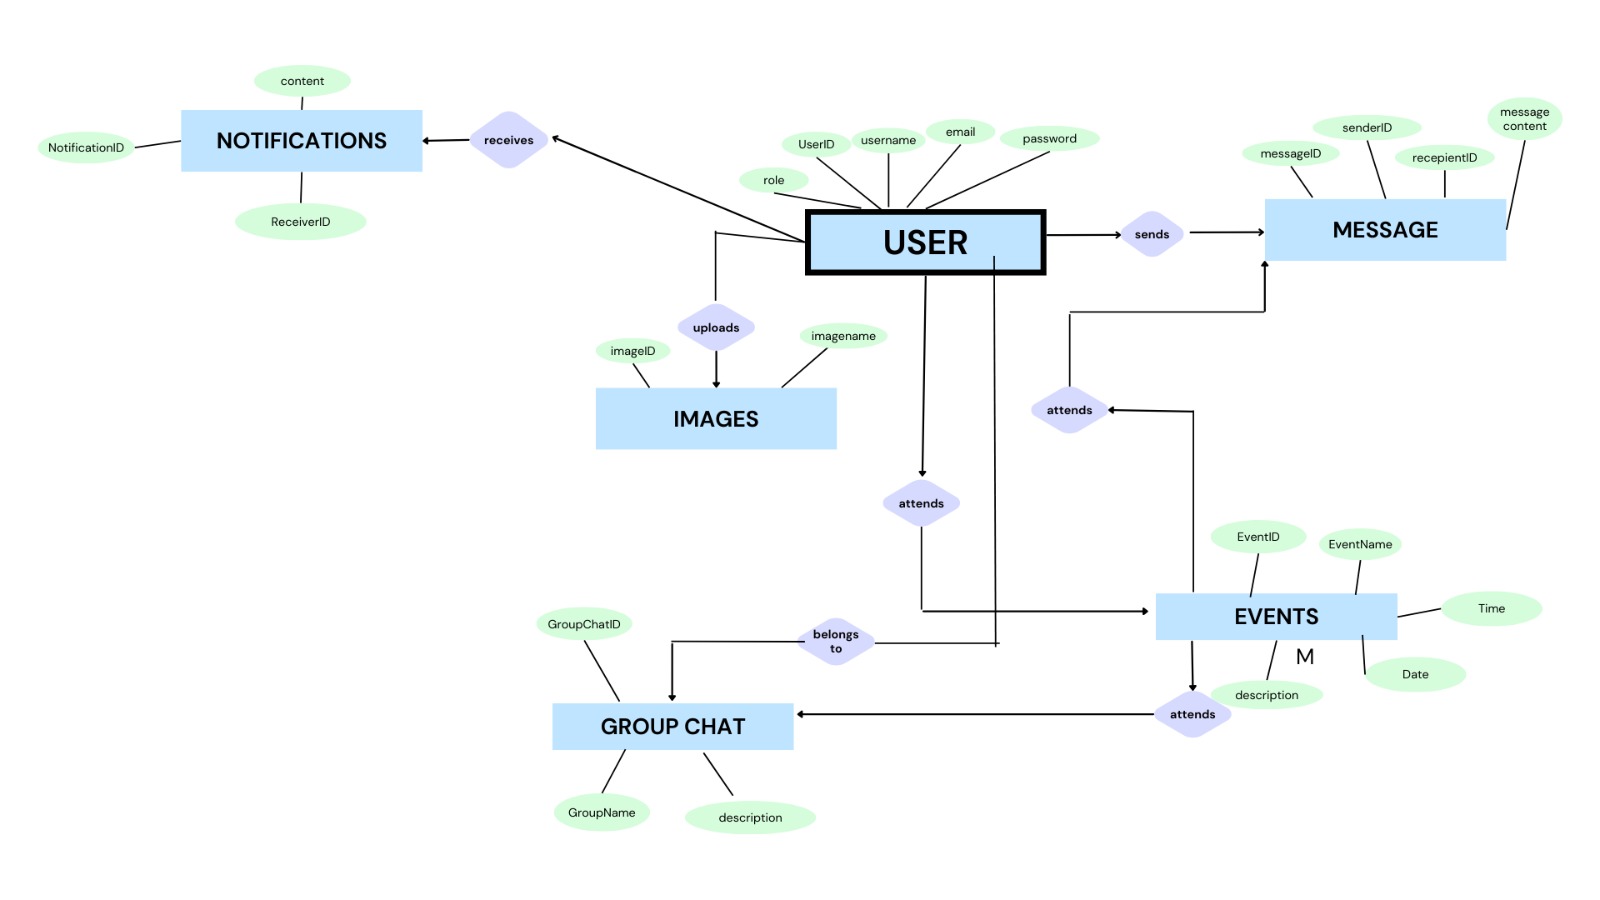 content
NOTIFICATIONS
NotificationID
ReceiverID
receives
role
UserID
username
email
password
USER
sends
messageID
senderID
recepientID
message
content
MESSAGE
uploads
imageID
imagename
IMAGES
attends
attends
EventID
EventName
Time
EVENTS
M
Date
description
attends
belongs
to
GroupChatID
GROUP CHAT
GroupName
description